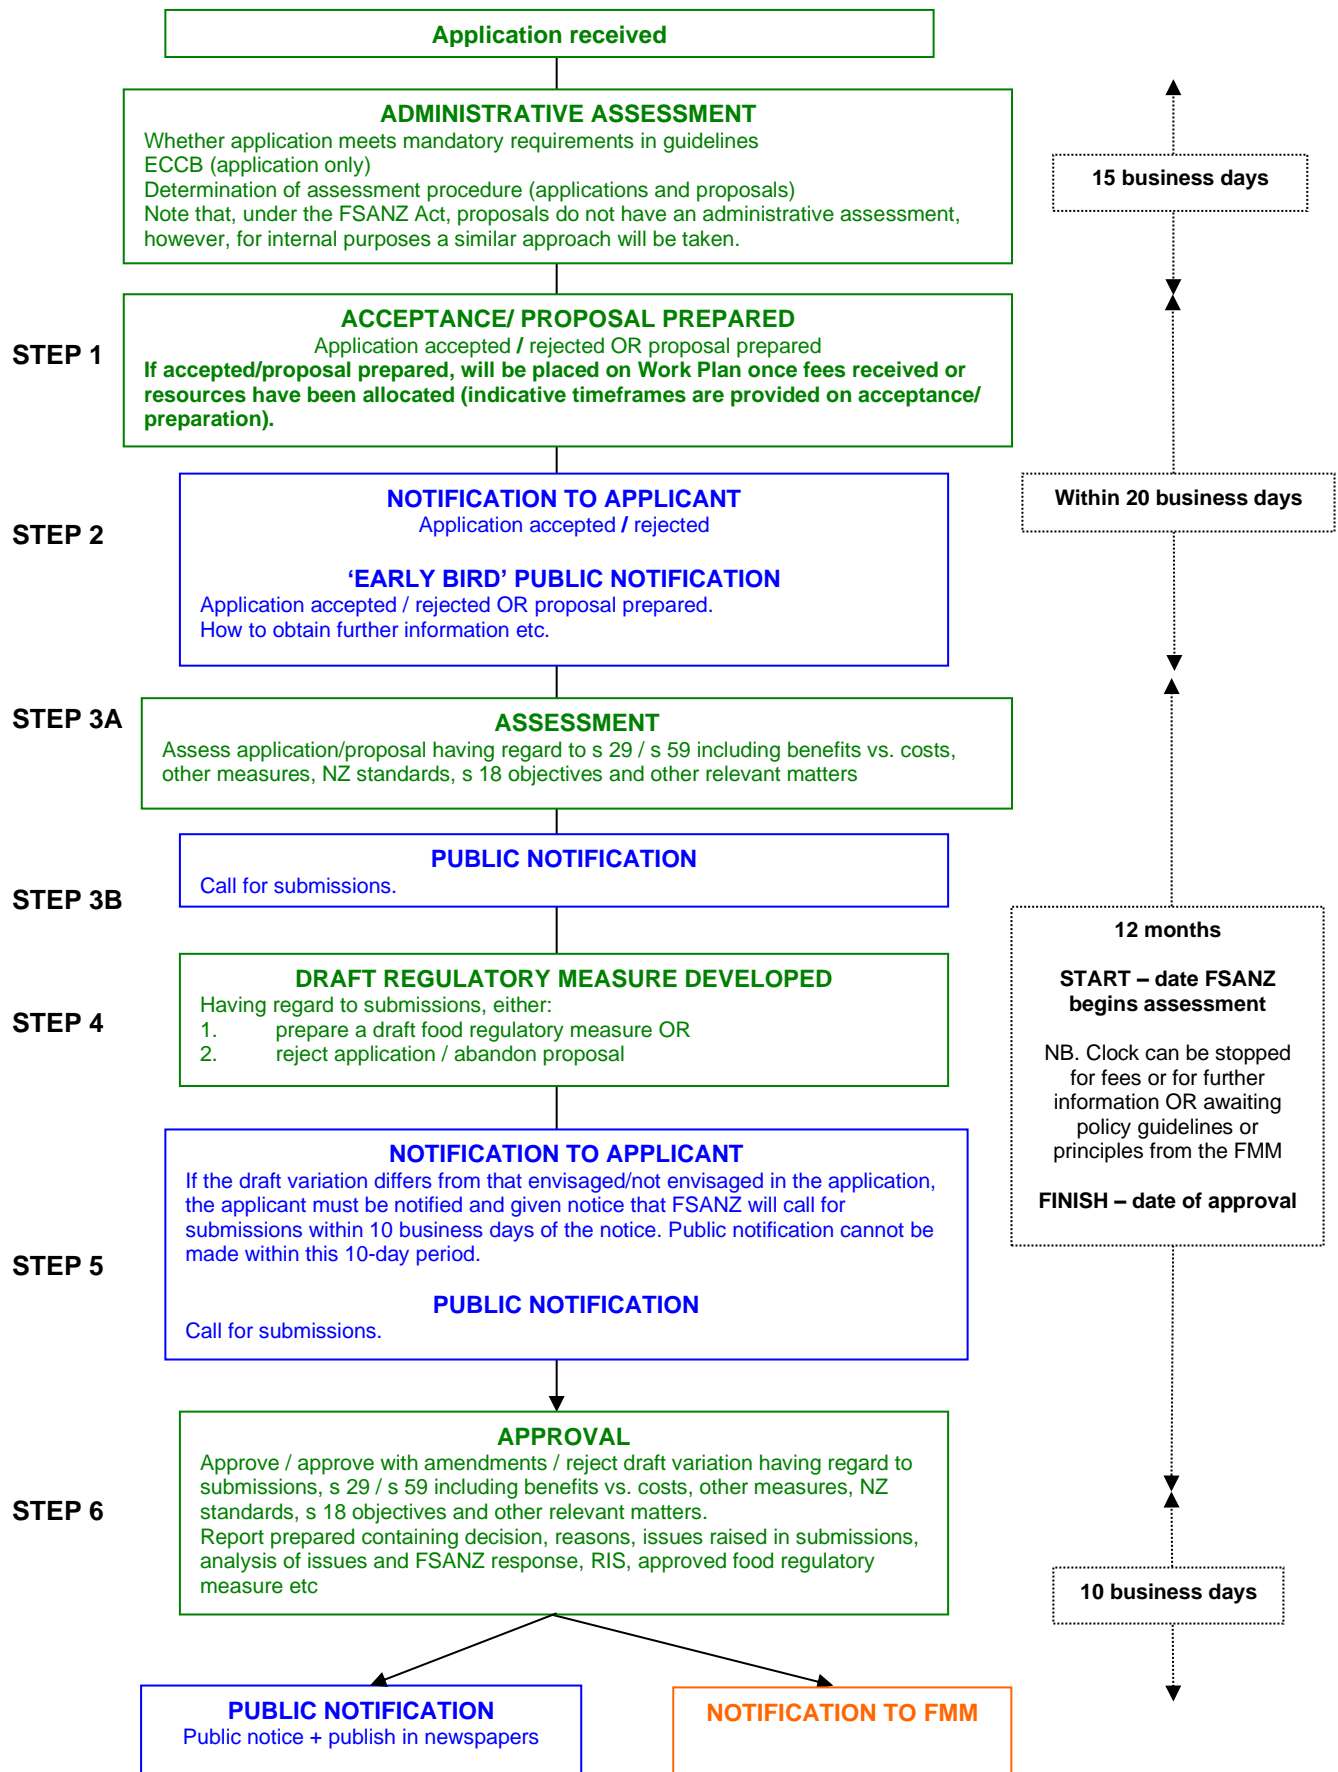 Application received
ADMINISTRATIVE ASSESSMENT
Whether application meets mandatory requirements in guidelines
ECCB (application only)
Determination of assessment procedure (applications and proposals)
Note that, under the FSANZ Act, proposals do not have an administrative assessment,
however, for internal purposes a similar approach will be taken.
15 business days
STEP 1
ACCEPTANCE/ PROPOSAL PREPARED
Application accepted / rejected OR proposal prepared
If accepted/proposal prepared, will be placed on Work Plan once fees received or
resources have been allocated (indicative timeframes are provided on acceptance/
preparation).
Within 20 business days
STEP 2
NOTIFICATION TO APPLICANT
Application accepted / rejected
‘EARLY BIRD’ PUBLIC NOTIFICATION
Application accepted / rejected OR proposal prepared.
How to obtain further information etc.
STEP 3A
ASSESSMENT
Assess application/proposal having regard to s 29 / s 59 including benefits vs. costs,
other measures, NZ standards, s 18 objectives and other relevant matters
STEP 3B
PUBLIC NOTIFICATION
Call for submissions.
12 months
START – date FSANZ
begins assessment
NB. Clock can be stopped
for fees or for further
information OR awaiting
policy guidelines or
principles from the FMM
FINISH – date of approval
STEP 4
DRAFT REGULATORY MEASURE DEVELOPED
Having regard to submissions, either:
1. prepare a draft food regulatory measure OR
2. reject application / abandon proposal
STEP 5
NOTIFICATION TO APPLICANT
If the draft variation differs from that envisaged/not envisaged in the application,
the applicant must be notified and given notice that FSANZ will call for
submissions within 10 business days of the notice. Public notification cannot be
made within this 10-day period.
PUBLIC NOTIFICATION
Call for submissions.
STEP 6
APPROVAL
Approve / approve with amendments / reject draft variation having regard to
submissions, s 29 / s 59 including benefits vs. costs, other measures, NZ
standards, s 18 objectives and other relevant matters.
Report prepared containing decision, reasons, issues raised in submissions,
analysis of issues and FSANZ response, RIS, approved food regulatory
measure etc
10 business days
PUBLIC NOTIFICATION
Public notice + publish in newspapers
NOTIFICATION TO FMM